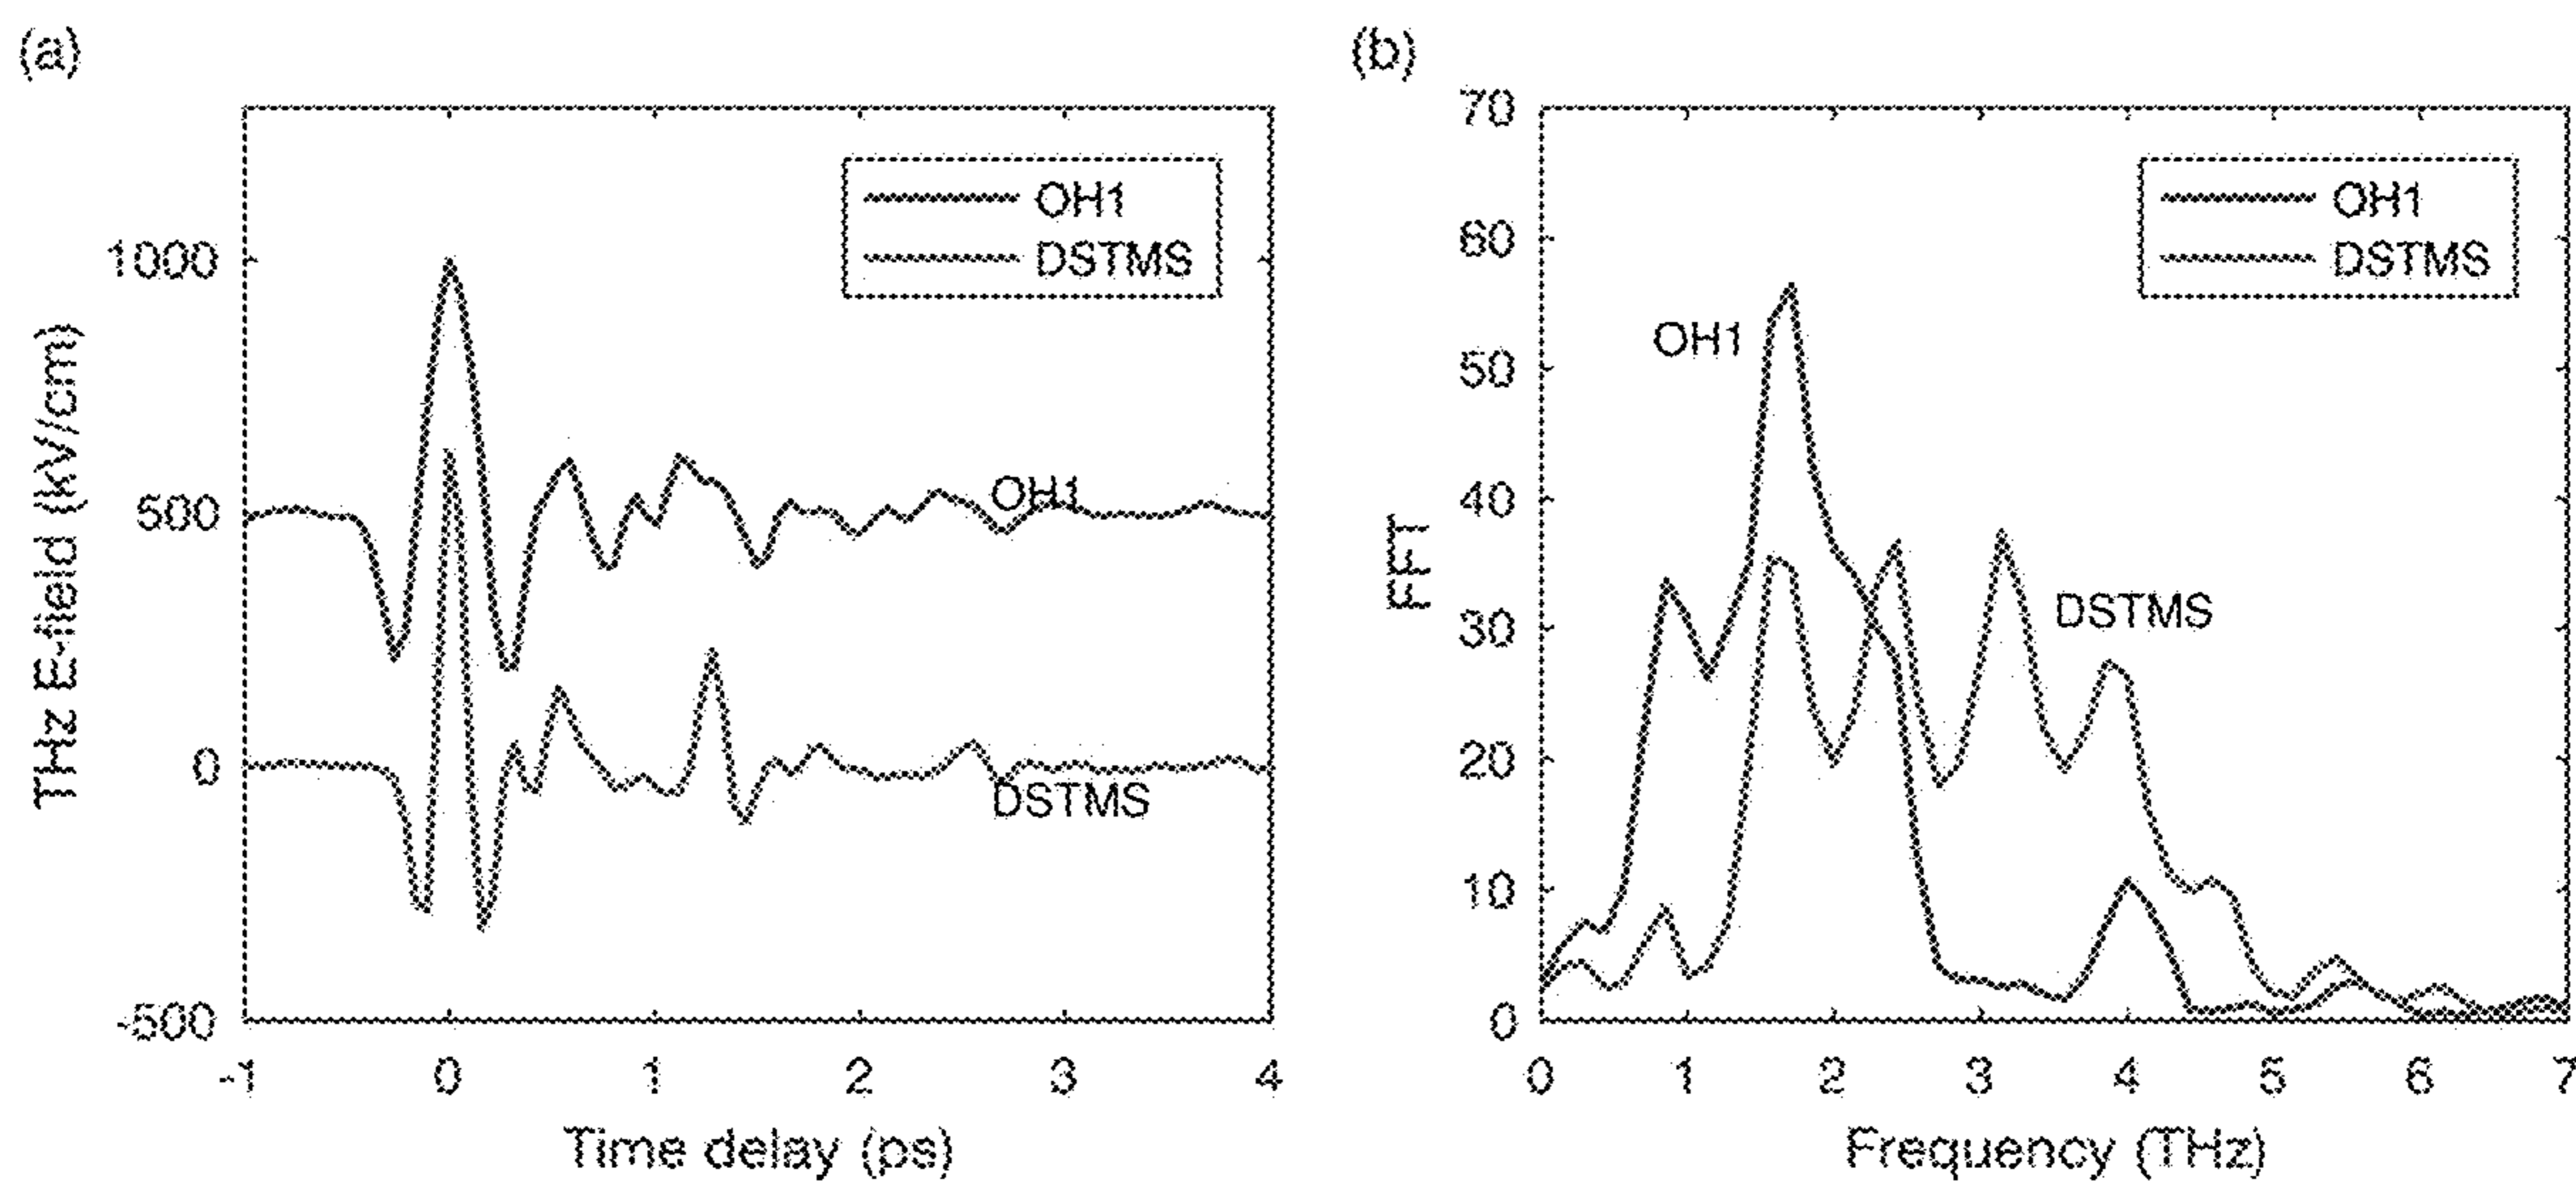 (a)
THz E-field (kV/cm)
1000
500
0
-500
-1 0 1 2 3 4
Time delay (ps)
OH1
DSTMS
OH1
DSTMS
(b)
FFT
70
60
50
40
30
20
10
0
0 1 2 3 4 5 6 7
Frequency (THz)
OH1
DSTMS
OH1
DSTMS